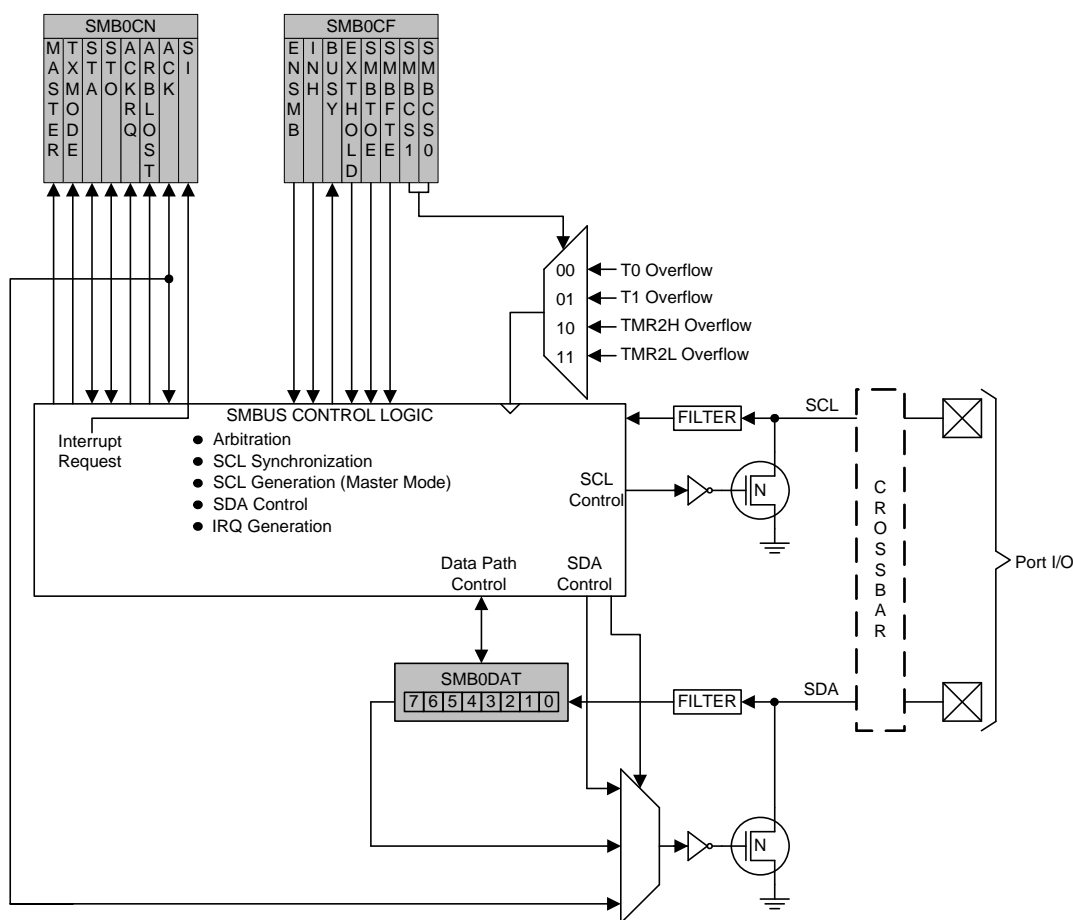 SMB0CN
MASTER
TXMODE
STA
STO
ACKRQ
ARBLOST
ACK
SI
SMB0CF
ENSMB
INH
BUSY
EXTHOLD
SMBTOE
SMBFTE
SMBCS1
SMBCS0
00
T0 Overflow
01
T1 Overflow
10
TMR2H Overflow
11
TMR2L Overflow
SMBUS CONTROL LOGIC
Interrupt
Request
● Arbitration
● SCL Synchronization
● SCL Generation (Master Mode)
● SDA Control
● IRQ Generation
SCL
Control
Data Path
Control
SDA
Control
FILTER
SCL
N
CROSSBAR
Port I/O
SMB0DAT
7 6 5 4 3 2 1 0
FILTER
SDA
N